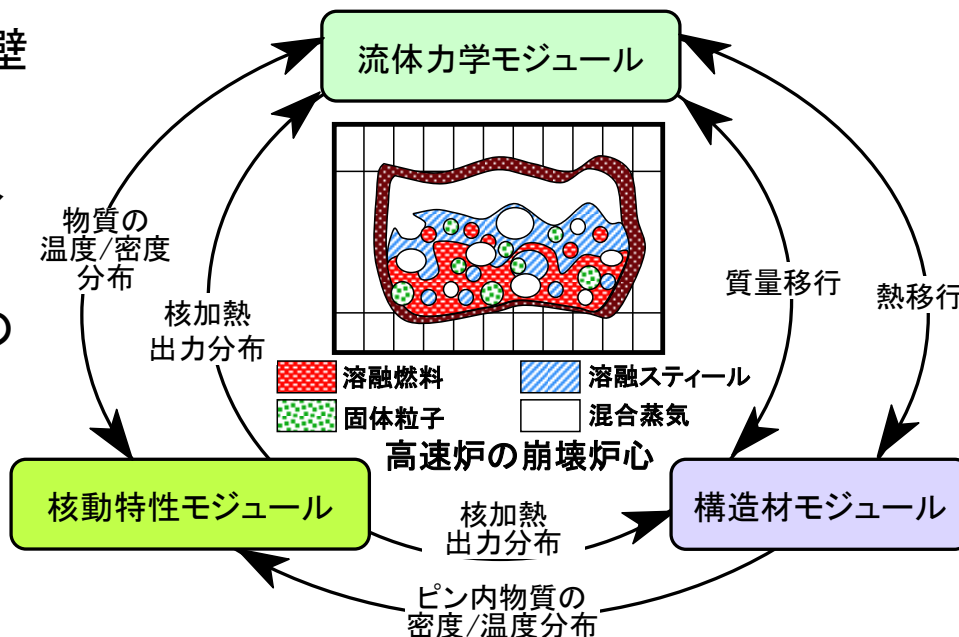 壁
流体力学モジュール
物質の
温度/密度
分布
の
核加熱
出力分布
質量移行
熱移行
溶融燃料
溶融スティール
固体粒子
混合蒸気
高速炉の崩壊炉心
核動特性モジュール
核加熱
出力分布
構造材モジュール
ピン内物質の
密度/温度分布